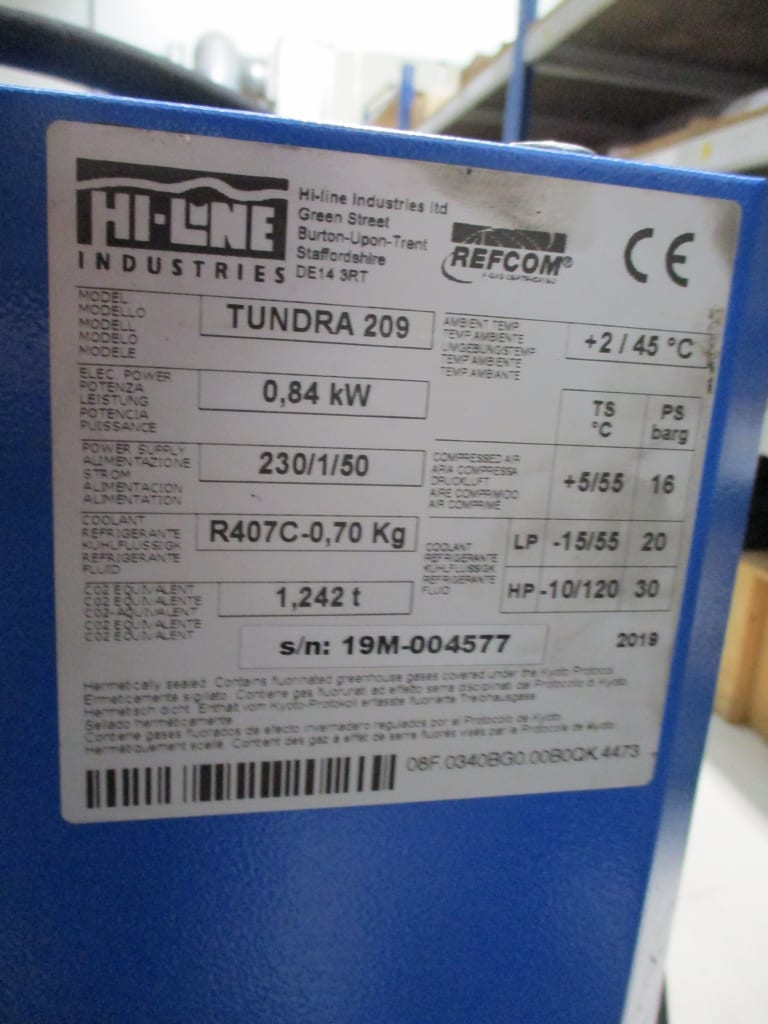 HI-LINE
INDUSTRIES
Hi-line Industries ltd
Green Street
Burton-Upon-Trent
Staffordshire
DE14 3RT
REFCOM®
CE
MODEL
MODELLO
MODELL
MODELO
MODELE
TUNDRA 209
ELEC. POWER
POTENZA
LEISTUNG
POTENCIA
PUISSANCE
0,84 kW
POWER SUPPLY
ALIMENTAZIONE
STROM
ALIMENTACION
ALIMENTATION
230/1/50
COOLANT
REFRIGERANTE
KUHLFLUSSIGK
REFRIGERANTE
FLUID
R407C-0,70 Kg
CO2 EQUIVALENT
CO2 EQUIVALENTE
CO2-AQUIVALENT
CO2 EQUIVALENTE
CO2 EQUIVALENT
1,242 t
AMBIENT TEMP
TEMP AMBIENTE
UMGEBUNGSTEMP
TEMP AMBIENTE
TEMP AMBIANTE
+2 / 45 °C
TS °C
PS barg
COMPRESSED AIR
ARIA COMPRESSA
DRUCKLUFT
AIRE COMPRIMIDO
AIR COMPRIME
+5/55 16
COOLANT
REFRIGERANTE
KUHLFLUSSIGK
REFRIGERANTE
FLUID
LP -15/55 20
HP -10/120 30
s/n: 19M-004577
2019
Hermetically sealed. Contains fluorinated greenhouse gases covered under the Kyoto Protocol
Ermeticamente sigillato. Contiene gas fluorurati ad effetto serra disciplinati dal Protocollo di Kyoto
Hermetisch dicht. Enthält vom Kyoto-Protokoll erfasste fluorierte Treibhausgase.
Sellado herméticamente.
Contiene gases fluorados de efecto invernadero regulados por el Protocolo de Kyoto.
Hermétiquement scellé. Contient des gaz à effet de serre fluorés visés par le Protocole de Kyoto.
08F.0340BG0.00B0QK.4473